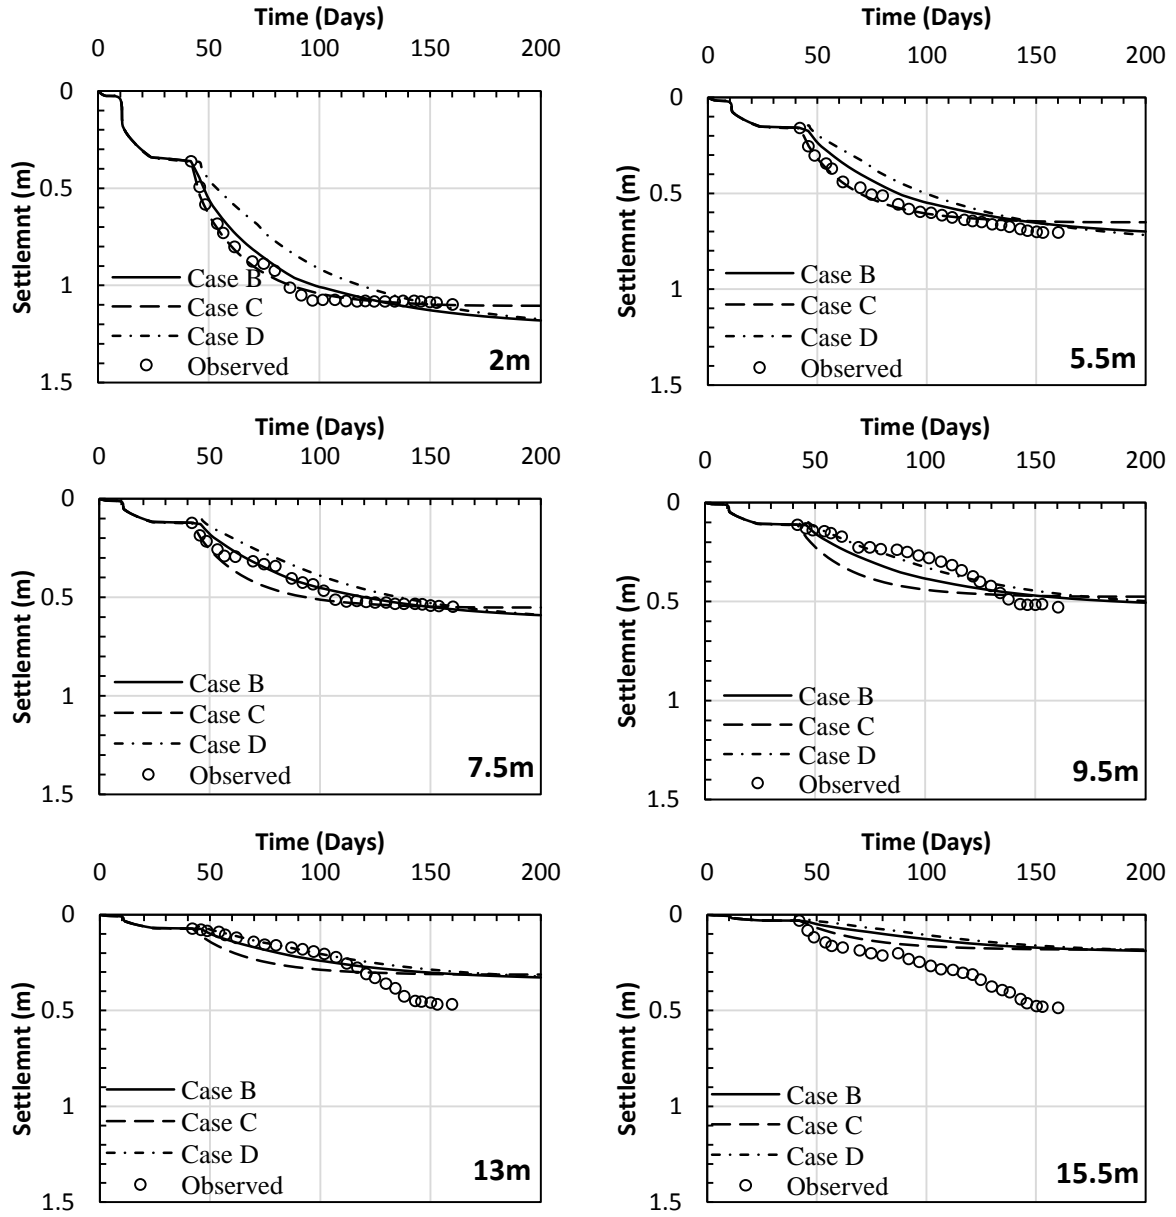 Time (Days)
0 50 100 150 200
0
0.5
1
1.5
Settlemnt (m)
Case B
Case C
Case D
Observed
2m
Time (Days)
0 50 100 150 200
0
0.5
1
1.5
Settlemnt (m)
Case B
Case C
Case D
Observed
5.5m
Time (Days)
0 50 100 150 200
0
0.5
1
1.5
Settlemnt (m)
Case B
Case C
Case D
Observed
7.5m
Time (Days)
0 50 100 150 200
0
0.5
1
1.5
Settlemnt (m)
Case B
Case C
Case D
Observed
9.5m
Time (Days)
0 50 100 150 200
0
0.5
1
1.5
Settlemnt (m)
Case B
Case C
Case D
Observed
13m
Time (Days)
0 50 100 150 200
0
0.5
1
1.5
Settlemnt (m)
Case B
Case C
Case D
Observed
15.5m